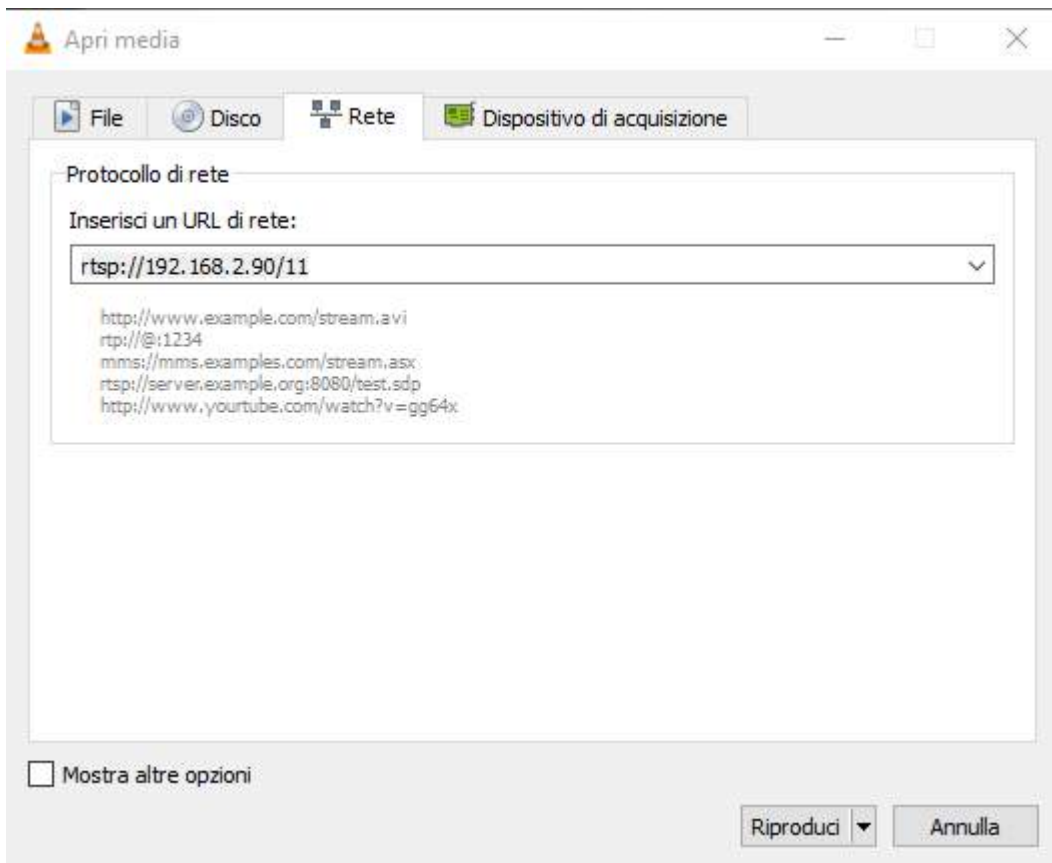 Apri media
File Disco Rete Dispositivo di acquisizione
Protocollo di rete
Inserisci un URL di rete:
rtsp://192.168.2.90/11
http://www.example.com/stream.avi
rtp://@:1234
mms://mms.examples.com/stream.asx
rtsp://server.example.org:8080/test.sdp
http://www.yourtube.com/watch?v=gg64x
Mostra altre opzioni
Riproduci Annulla